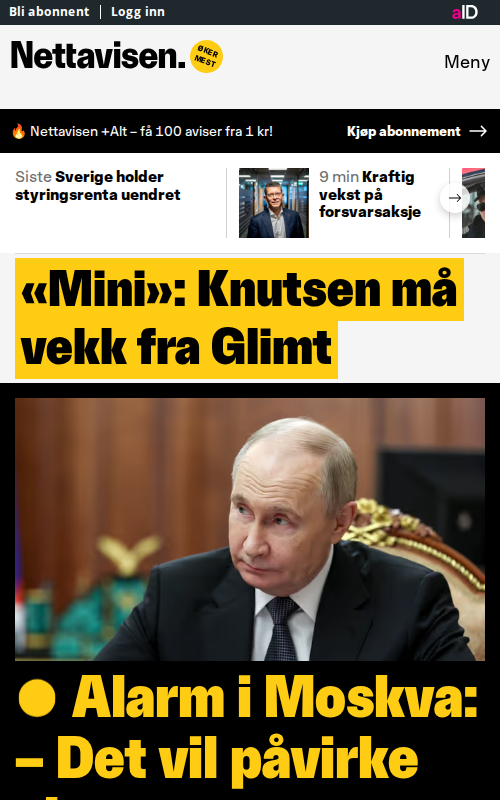 Bli abonnent
Logg inn
aID
Nettavisen.
ØKER
MEST
Meny
🔥 Nettavisen +Alt – få 100 aviser fra 1 kr!
Kjøp abonnement →
Siste Sverige holder
styringsrenta uendret
9 min Kraftig
vekst på
forsvarsaksje
«Mini»: Knutsen må
vekk fra Glimt
Alarm i Moskva:
– Det vil påvirke